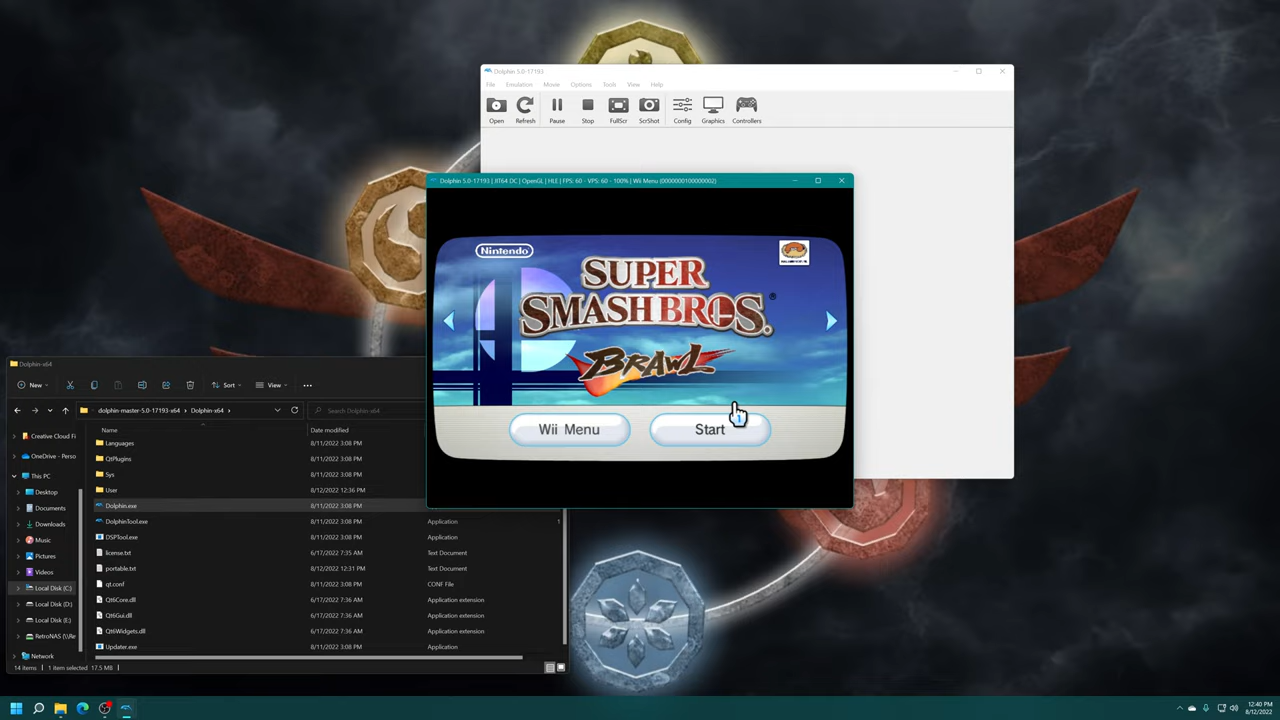 Dolphin 5.0-17193
File Emulation Movie Options Tools View Help
Open Refresh Pause Stop FullScr ScrShot Config Graphics Controllers
Dolphin 5.0-17193 | JIT64 DC | OpenGL | HLE | FPS: 60 - VPS: 60 - 100% | Wii Menu (0000000100000002)
Nintendo
SUPER
SMASH BROS.®
BRAWL
Wii Menu Start
1
Dolphin-x64
New Sort View
dolphin-master-5.0-17193-x64 Dolphin-x64 Search Dolphin-x64
Name Date modified
Creative Cloud Fi
OneDrive - Perso
This PC
Desktop
Documents
Downloads
Music
Pictures
Videos
Local Disk (C:)
Local Disk (D:)
Local Disk (E:)
RetroNAS (\\Re
Network
Languages 8/11/2022 3:08 PM
QtPlugins 8/11/2022 3:08 PM
Sys 8/11/2022 3:08 PM
User 8/12/2022 12:36 PM
Dolphin.exe 8/11/2022 3:08 PM
DolphinTool.exe 8/11/2022 3:08 PM Application 1
DSPTool.exe 8/11/2022 3:08 PM Application
license.txt 6/17/2022 7:35 AM Text Document
portable.txt 8/12/2022 12:31 PM Text Document
qt.conf 8/11/2022 3:08 PM CONF File
Qt6Core.dll 6/17/2022 7:36 AM Application extension
Qt6Gui.dll 6/17/2022 7:36 AM Application extension
Qt6Widgets.dll 6/17/2022 7:36 AM Application extension
Updater.exe 8/11/2022 3:08 PM Application
14 items 1 item selected 17.5 MB
12:40 PM
8/12/2022